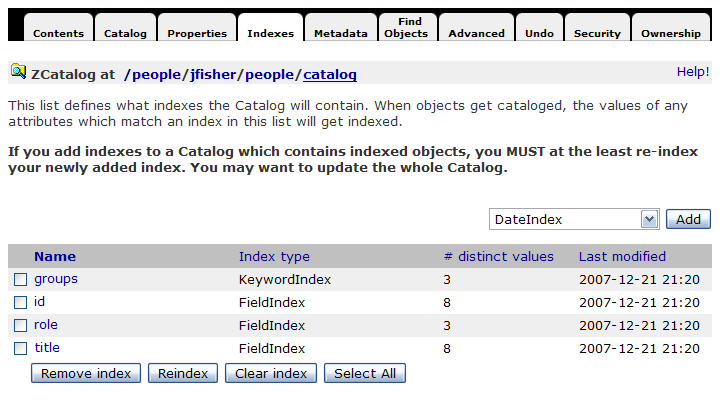 Contents Catalog Properties Indexes Metadata Find Objects Advanced Undo Security Ownership
ZCatalog at /people/jfisher/people/catalog Help!
This list defines what indexes the Catalog will contain. When objects get cataloged, the values of any
attributes which match an index in this list will get indexed.
If you add indexes to a Catalog which contains indexed objects, you MUST at the least re-index
your newly added index. You may want to update the whole Catalog.
DateIndex Add
Name Index type # distinct values Last modified
groups KeywordIndex 3 2007-12-21 21:20
id FieldIndex 8 2007-12-21 21:20
role FieldIndex 3 2007-12-21 21:20
title FieldIndex 8 2007-12-21 21:20
Remove index Reindex Clear index Select All